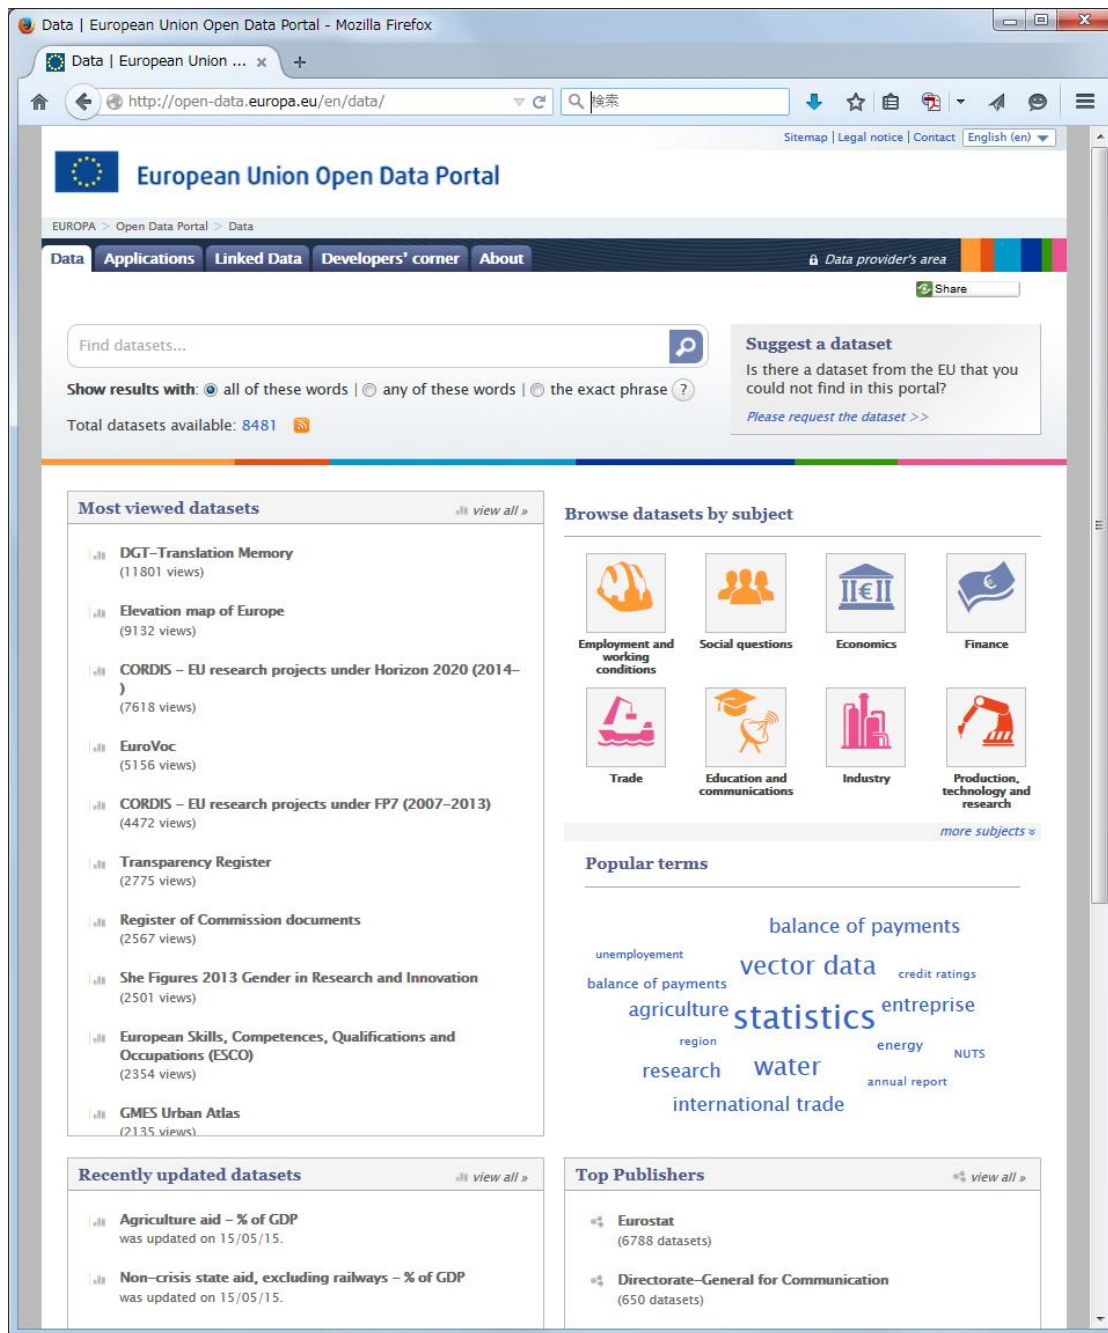 Data | European Union Open Data Portal - Mozilla Firefox
Data | European Union ... × +
http://open-data.europa.eu/en/data/
検索
Sitemap | Legal notice | Contact English (en)
European Union Open Data Portal
EUROPA > Open Data Portal > Data
Data Applications Linked Data Developers' corner About
Data provider's area
Share
Find datasets...
Show results with: all of these words | any of these words | the exact phrase ?
Total datasets available: 8481
Suggest a dataset
Is there a dataset from the EU that you
could not find in this portal?
Please request the dataset >>
Most viewed datasets
view all »
DGT-Translation Memory
(11801 views)
Elevation map of Europe
(9132 views)
CORDIS – EU research projects under Horizon 2020 (2014–
)
(7618 views)
EuroVoc
(5156 views)
CORDIS – EU research projects under FP7 (2007–2013)
(4472 views)
Transparency Register
(2775 views)
Register of Commission documents
(2567 views)
She Figures 2013 Gender in Research and Innovation
(2501 views)
European Skills, Competences, Qualifications and
Occupations (ESCO)
(2354 views)
GMES Urban Atlas
(2135 views)
Browse datasets by subject
Employment and
working
conditions
Social questions
Economics
Finance
Trade
Education and
communications
Industry
Production,
technology and
research
more subjects
Popular terms
balance of payments
unemployement
vector data
credit ratings
balance of payments
agriculture
statistics
entreprise
region
energy
NUTS
research
water
annual report
international trade
Recently updated datasets
view all »
Agriculture aid – % of GDP
was updated on 15/05/15.
Non-crisis state aid, excluding railways – % of GDP
was updated on 15/05/15.
Top Publishers
view all »
Eurostat
(6788 datasets)
Directorate-General for Communication
(650 datasets)